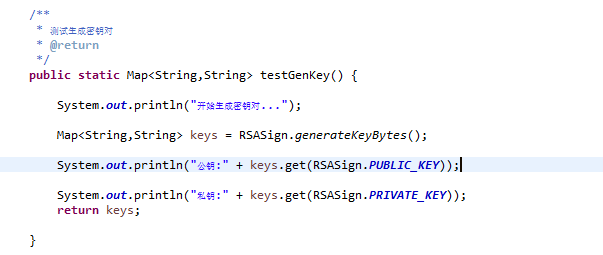 /**
 * 测试生成密钥对
 * @return
 */
public static Map<String,String> testGenKey() {
System.out.println("开始生成密钥对...");
Map<String,String> keys = RSASign.generateKeyBytes();
System.out.println("公钥:" + keys.get(RSASign.PUBLIC_KEY));
System.out.println("私钥:" + keys.get(RSASign.PRIVATE_KEY));
return keys;
}